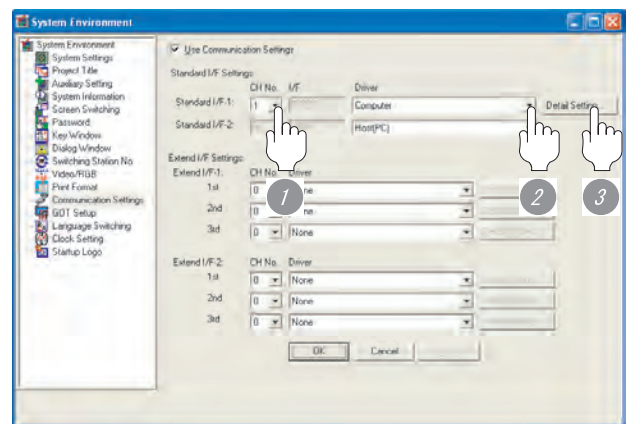 System Environment
System Environment
System Settings
Project Title
Auxiliary Setting
System Information
Screen Switching
Password
Key Window
Dialog Window
Switching Station No.
Video/RGB
Print Format
Communication Settings
GOT Setup
Language Switching
Clock Setting
Startup Logo
Use Communication Settings
Standard I/F Settings
CH No. I/F Driver
Standard I/F-1: 1 Computer Detail Setting...
Standard I/F-2: Host(PC)
Extend I/F Settings
Extend I/F-1: CH No. Driver
1st 0 None
2nd 0 None
3rd 0 None
Extend I/F-2: CH No. Driver
1st 0 None
2nd 0 None
3rd 0 None
OK Cancel
1 2 3